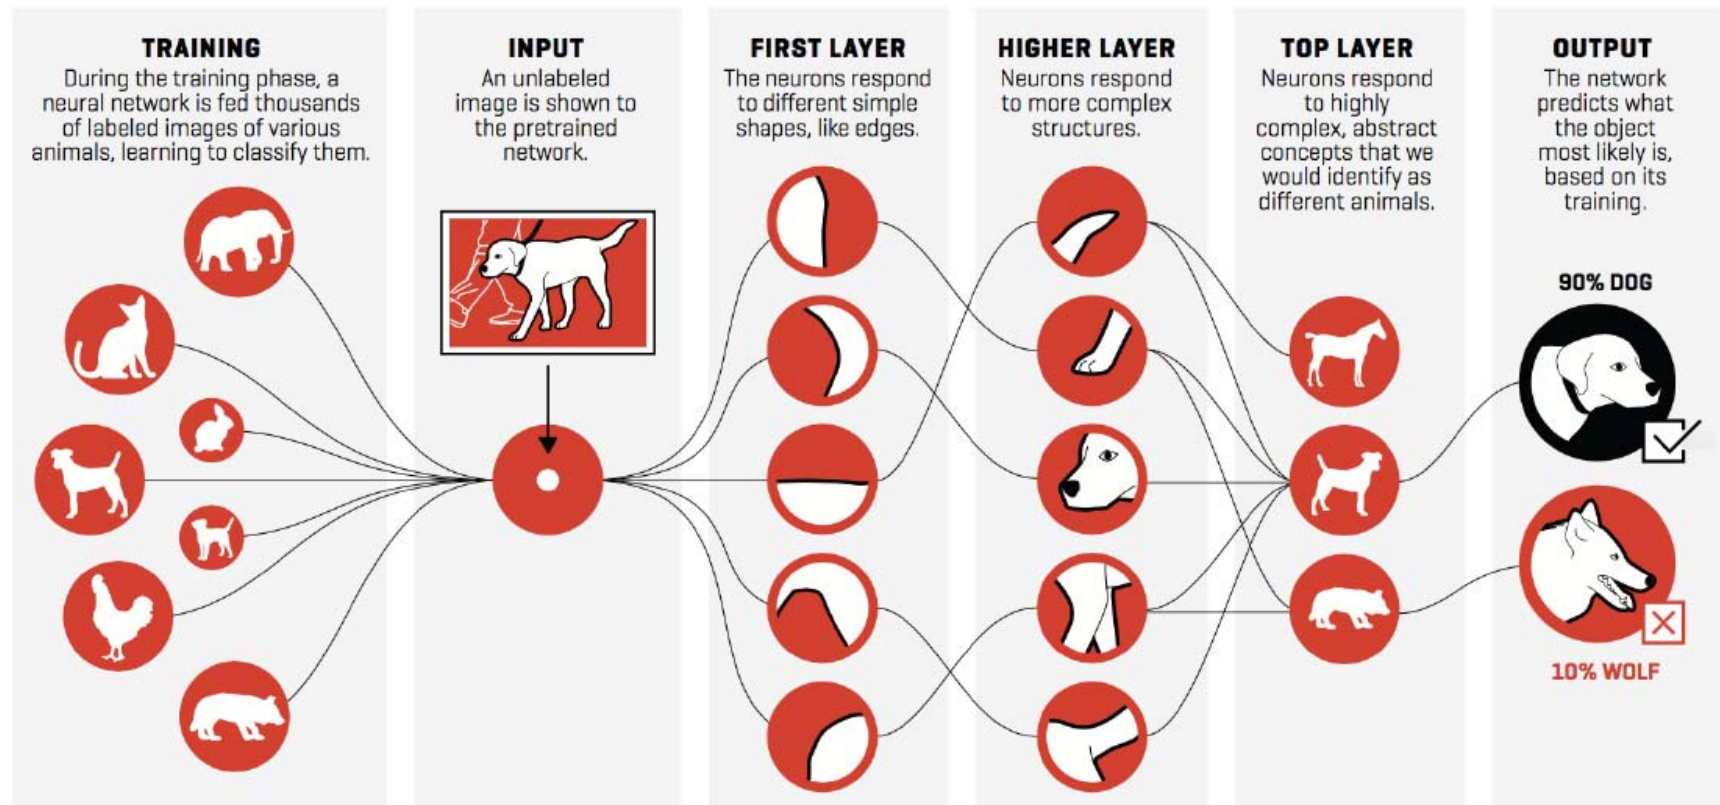 TRAINING
During the training phase, a
neural network is fed thousands
of labeled images of various
animals, learning to classify them.
INPUT
An unlabeled
image is shown to
the pretrained
network.
FIRST LAYER
The neurons respond
to different simple
shapes, like edges.
HIGHER LAYER
Neurons respond
to more complex
structures.
TOP LAYER
Neurons respond
to highly
complex, abstract
concepts that we
would identify as
different animals.
OUTPUT
The network
predicts what
the object
most likely is,
based on its
training.
90% DOG
10% WOLF